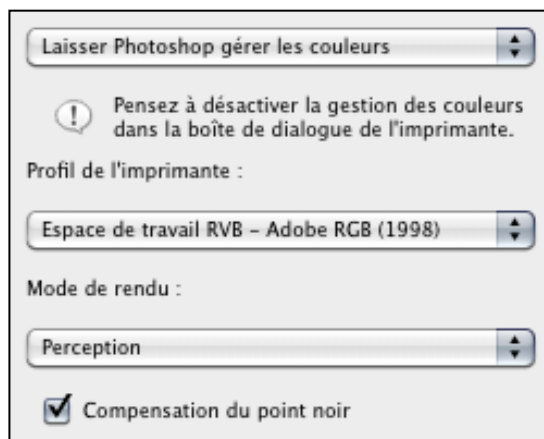 Laisser Photoshop gérer les couleurs
Pensez à désactiver la gestion des couleurs
dans la boîte de dialogue de l'imprimante.
Profil de l'imprimante :
Espace de travail RVB – Adobe RGB (1998)
Mode de rendu :
Perception
Compensation du point noir